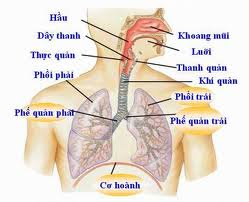 Hầu
Dây thanh
Thực quản
Phổi phải
Phế quản phải
Khoang mũi
Lưỡi
Thanh quản
Khí quản
Phổi trái
Phế quản trái
Cơ hoành